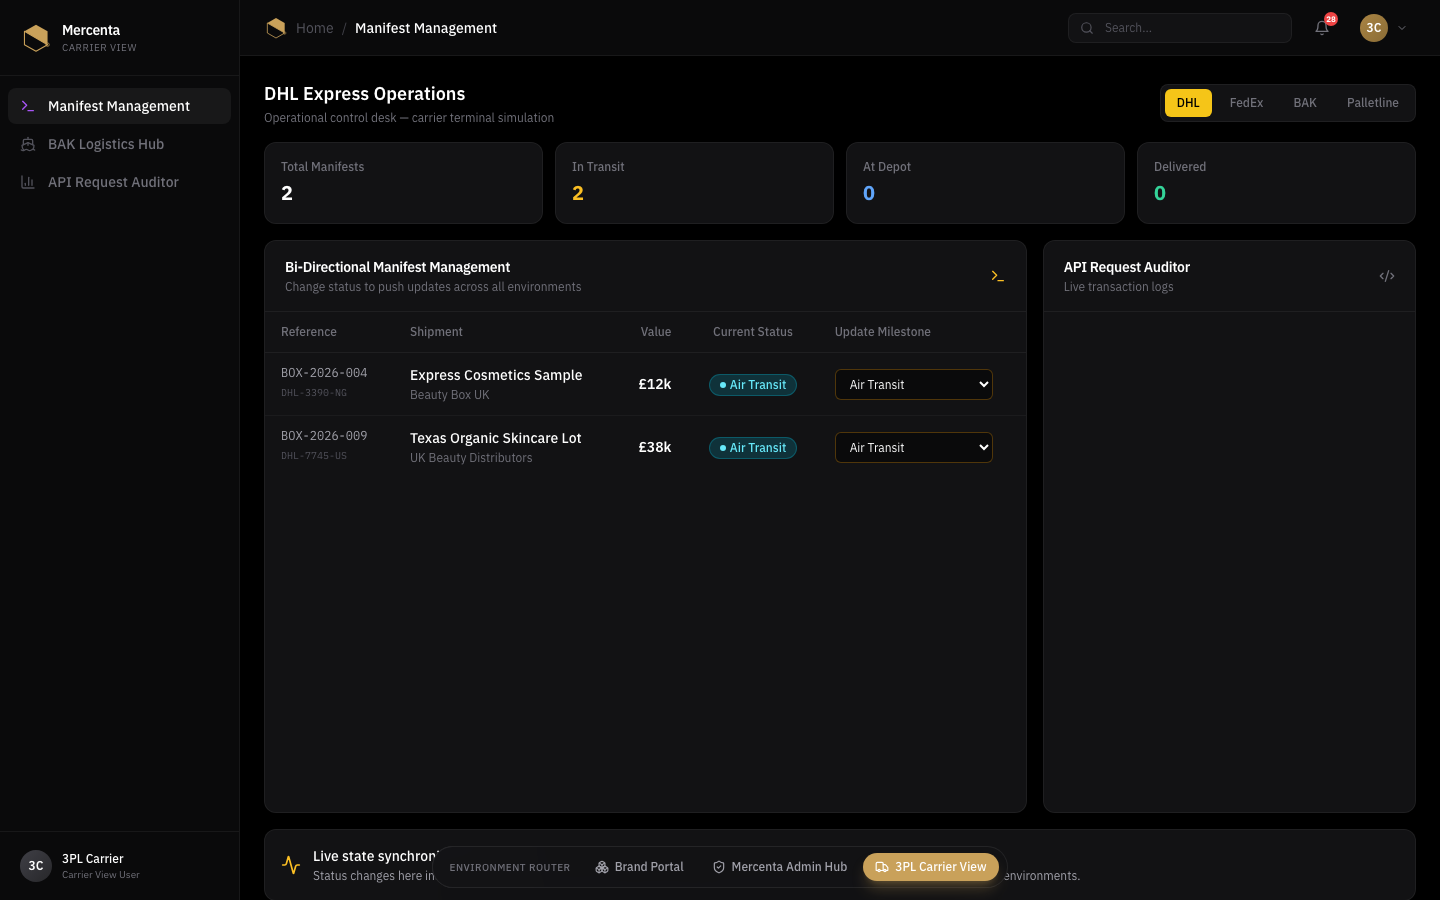 Mercenta
CARRIER VIEW
Manifest Management
BAK Logistics Hub
API Request Auditor
3C
3PL Carrier
Carrier View User
Home / Manifest Management
Search...
28
3C
DHL Express Operations
Operational control desk — carrier terminal simulation
DHL FedEx BAK Palletline
Total Manifests
2
In Transit
2
At Depot
0
Delivered
0
Bi-Directional Manifest Management
Change status to push updates across all environments
Reference Shipment Value Current Status Update Milestone
BOX-2026-004 Express Cosmetics Sample £12k Air Transit Air Transit
DHL-3390-NG Beauty Box UK
BOX-2026-009 Texas Organic Skincare Lot £38k Air Transit Air Transit
DHL-7745-US UK Beauty Distributors
API Request Auditor
Live transaction logs
Live state
Status changes here in
environments.
ENVIRONMENT ROUTER Brand Portal Mercenta Admin Hub 3PL Carrier View